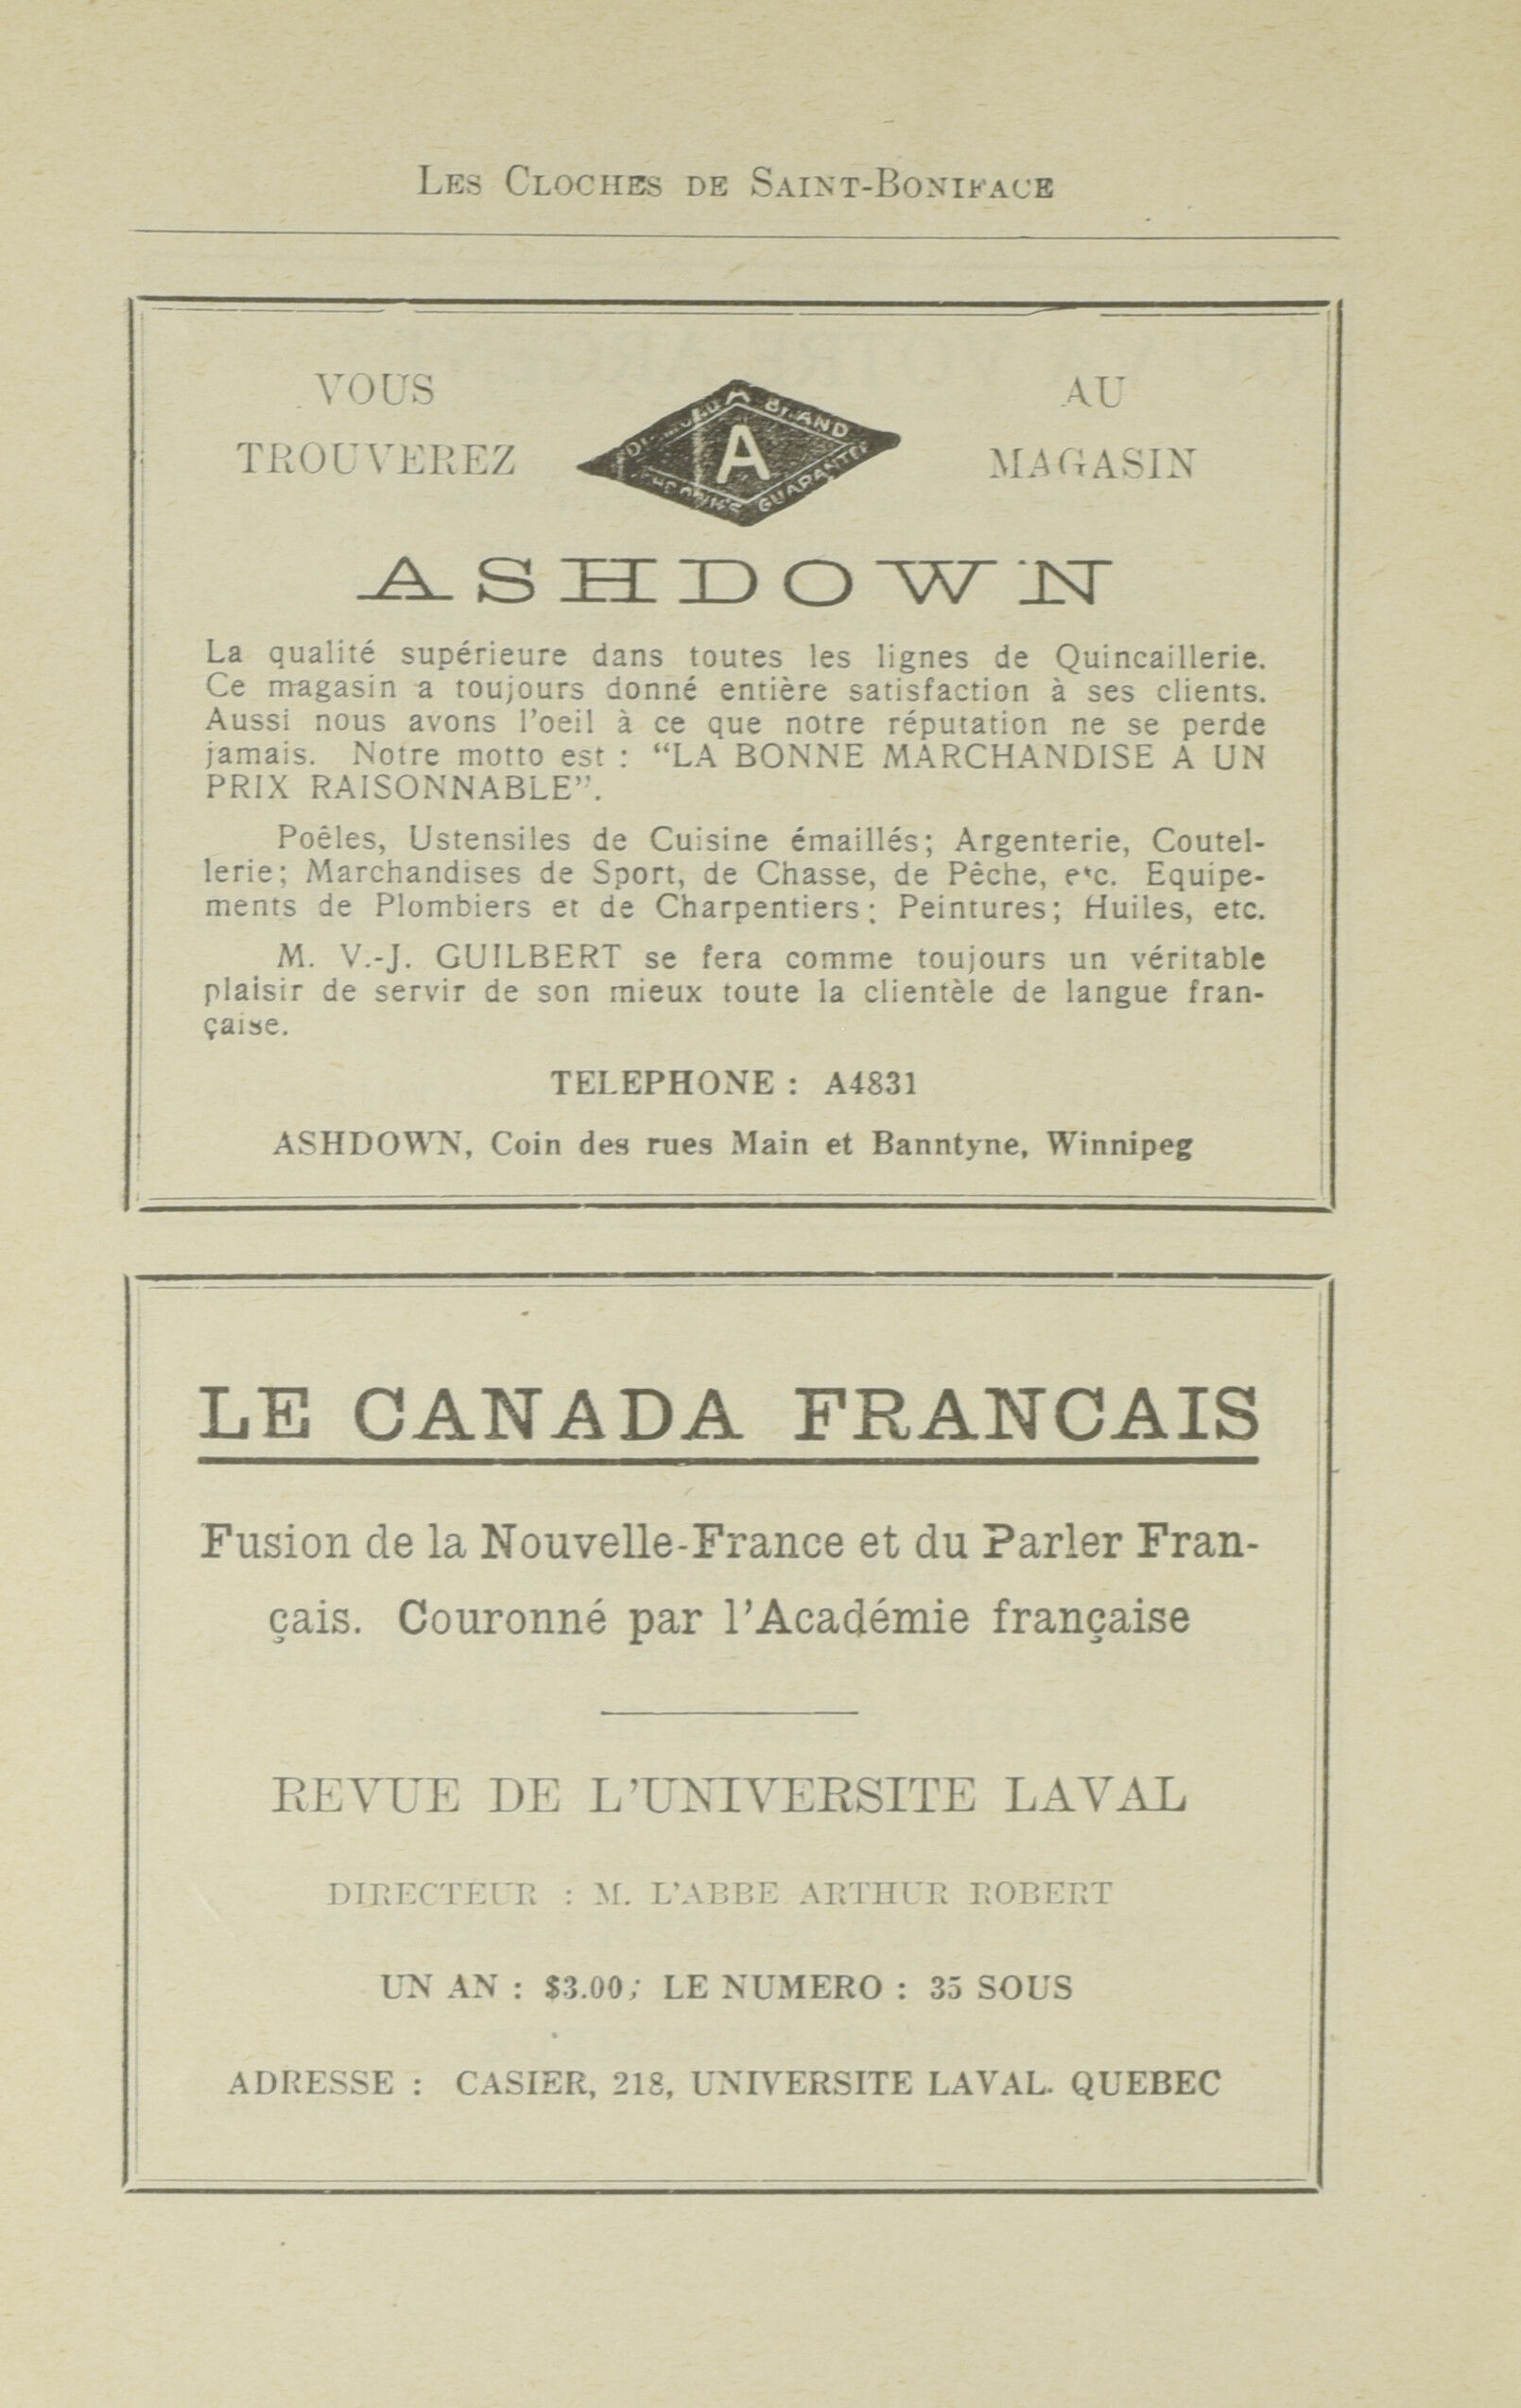 LES CLOCHES DE SAINT-BONIFACE
VOUS
TROUVEREZ
A BRAND
A
GUARANTEE
AU
MAGASIN
ASHDOWN
La qualité supérieure dans toutes les lignes de Quincaillerie.
Ce magasin a toujours donné entière satisfaction à ses clients.
Aussi nous avons l'oeil à ce que notre réputation ne se perde
jamais. Notre motto est : “LA BONNE MARCHANDISE A UN
PRIX RAISONNABLE”.
Poêles, Ustensiles de Cuisine émaillés; Argenterie, Coutel-
lerie; Marchandises de Sport, de Chasse, de Pêche, etc. Equipe-
ments de Plombiers et de Charpentiers; Peintures; Huiles, etc.
M. V.-J. GUILBERT se fera comme toujours un véritable
plaisir de servir de son mieux toute la clientèle de langue fran-
çaise.
TELEPHONE : A4831
ASHDOWN, Coin des rues Main et Banntyne, Winnipeg
LE CANADA FRANCAIS
Fusion de la Nouvelle-France et du Parler Fran-
çais. Couronné par l'Académie française
REVUE DE L'UNIVERSITE LAVAL
DIRECTEUR : M. L'ABBE ARTHUR ROBERT
UN AN : $3.00; LE NUMERO : 35 SOUS
ADRESSE : CASIER, 218, UNIVERSITE LAVAL. QUEBEC